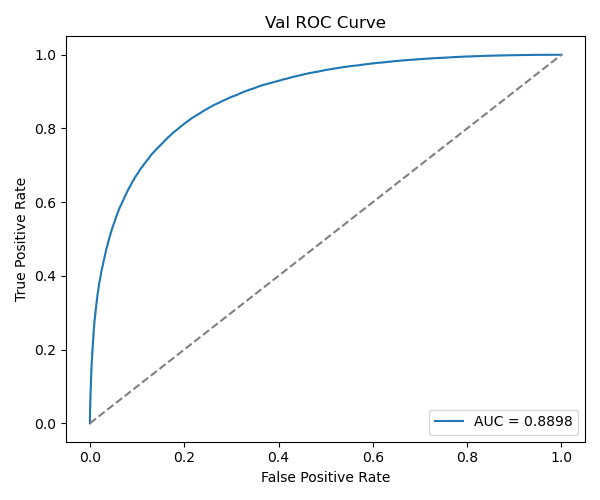 Val ROC Curve
True Positive Rate
1.0
0.8
0.6
0.4
0.2
0.0
AUC = 0.8898
0.0 0.2 0.4 0.6 0.8 1.0
False Positive Rate